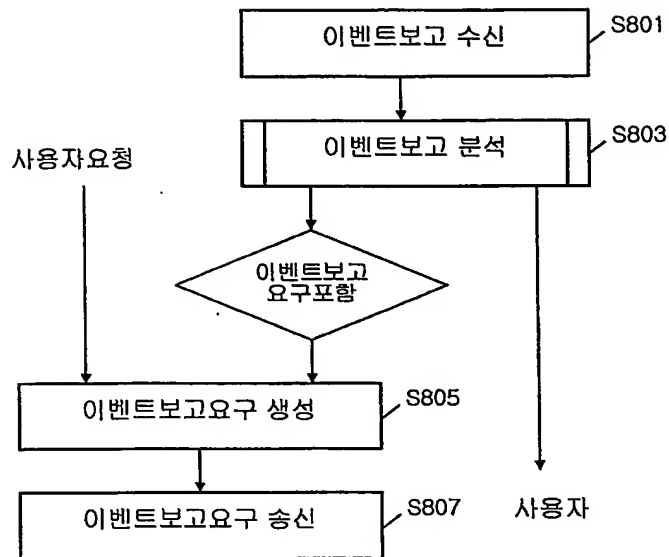 이벤트보고 수신
S801
이벤트보고 분석
S803
사용자요청
이벤트보고
요구포함
이벤트보고요구 생성
S805
이벤트보고요구 송신
S807
사용자